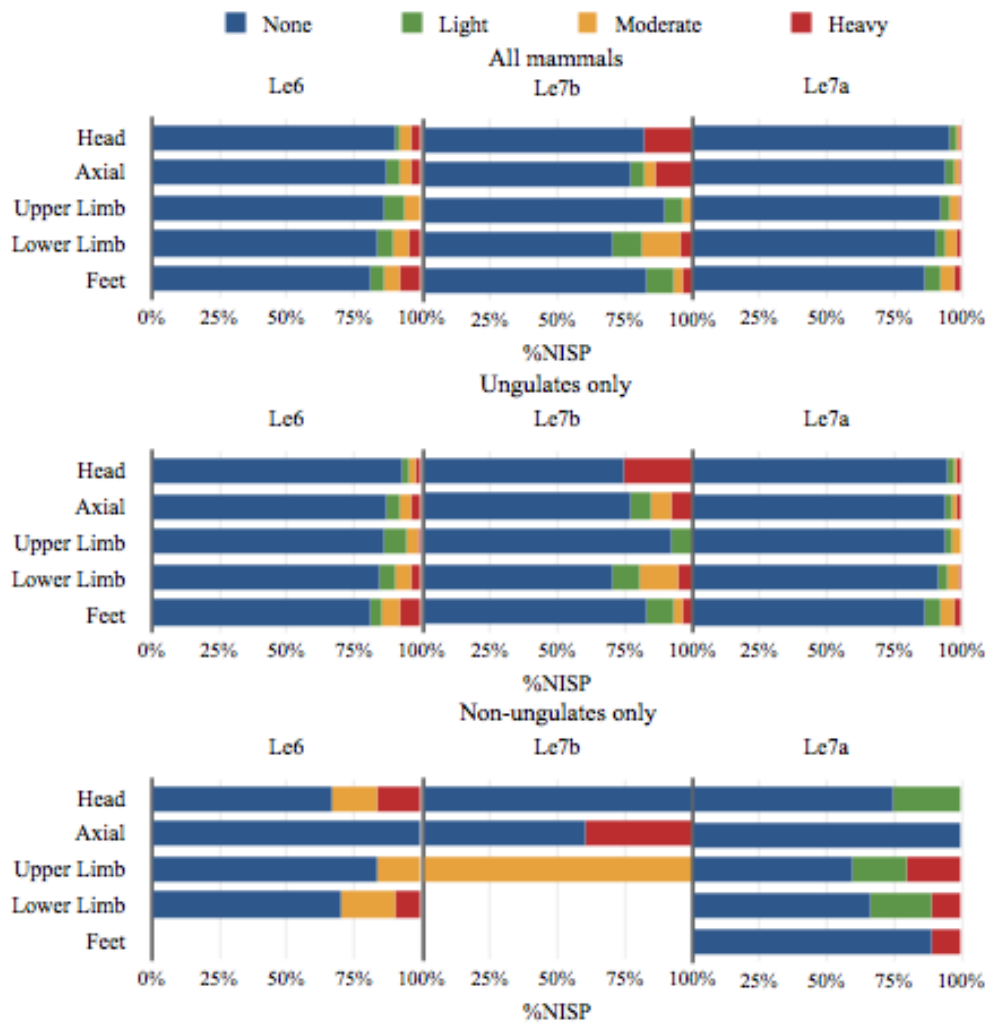 None Light Moderate Heavy
All mammals
Le6 Le7b Le7a
Head
Axial
Upper Limb
Lower Limb
Feet
0% 25% 50% 75% 100% 25% 50% 75% 100% 25% 50% 75% 100%
%NISP
Ungulates only
Le6 Le7b Le7a
Head
Axial
Upper Limb
Lower Limb
Feet
0% 25% 50% 75% 100% 25% 50% 75% 100% 25% 50% 75% 100%
%NISP
Non-ungulates only
Le6 Le7b Le7a
Head
Axial
Upper Limb
Lower Limb
Feet
0% 25% 50% 75% 100% 25% 50% 75% 100% 25% 50% 75% 100%
%NISP